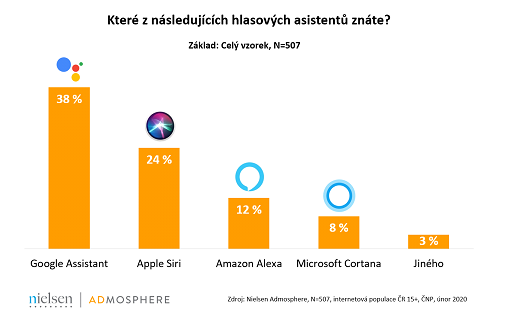 Které z následujících hlasových asistentů znáte?
Základ: Celý vzorek, N=507
38 %
24 %
12 %
8 %
3 %
Google Assistant
Apple Siri
Amazon Alexa
Microsoft Cortana
Jiného
nielsen
ADMOSPHERE
Zdroj: Nielsen Admosphere, N=507, internetová populace ČR 15+, ČNP, únor 2020